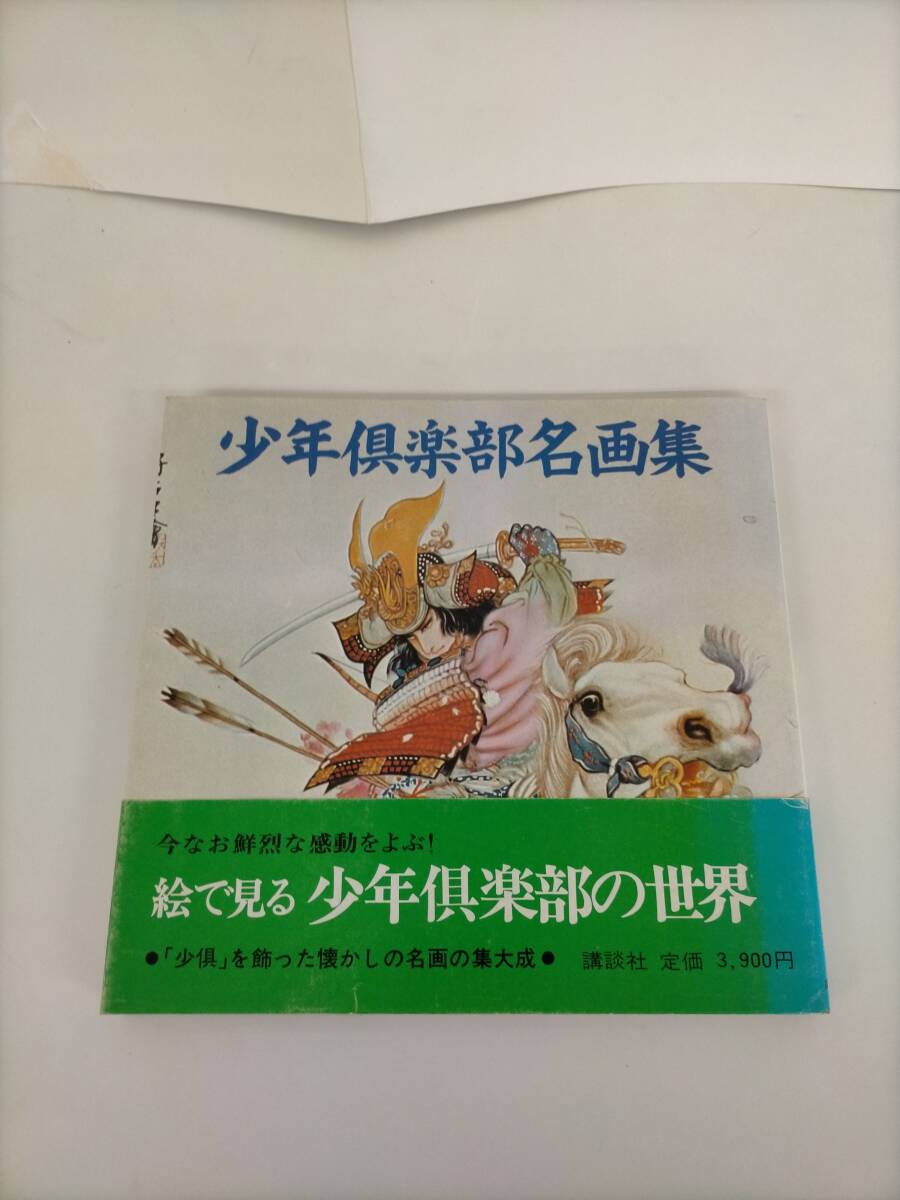 少年倶楽部名画集
今なお鮮烈な感動をよぶ!
絵で見る 少年倶楽部の世界
●「少倶」を飾った懐かしの名画の集大成● 講談社 定価 3,900円